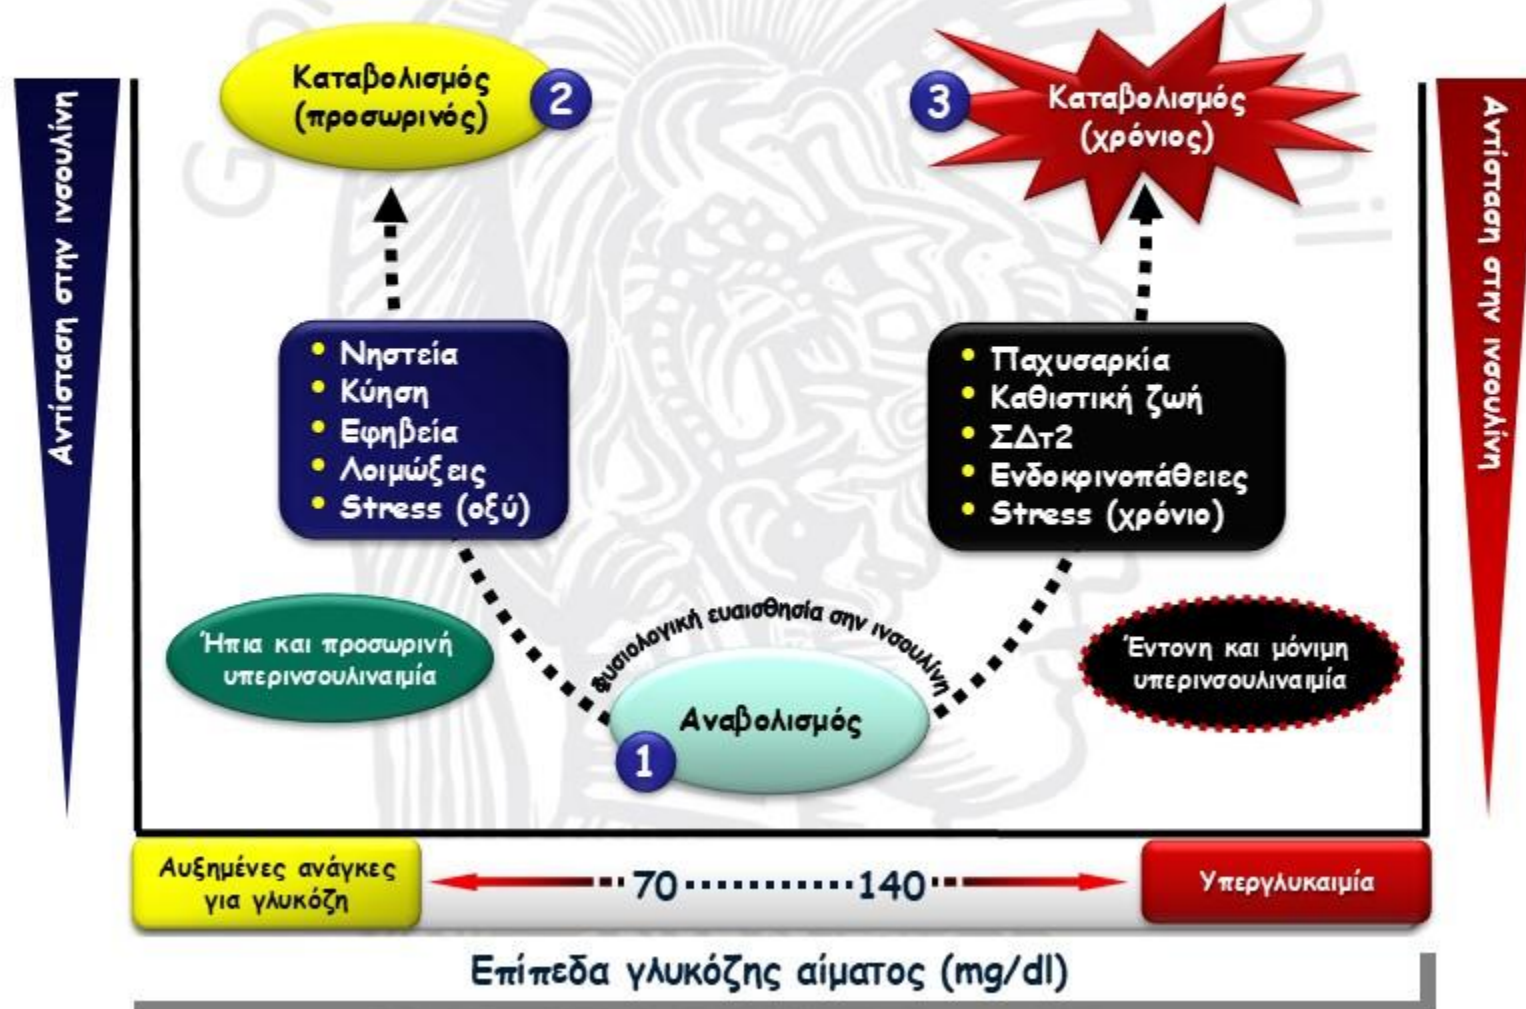 Καταβολισμός
(προσωρινός)
2
3
Καταβολισμός
(χρόνιος)
Αντίσταση στην ινσουλίνη
Αντίσταση στην ινσουλίνη
• Νηστεία
• Κύηση
• Εφηβεία
• Λοιμώξεις
• Stress (οξύ)
• Παχυσαρκία
• Καθιστική ζωή
• ΣΔτ2
• Ενδοκρινοπάθειες
• Stress (χρόνιο)
Ήπια και προσωρινή
υπερινσουλιναιμία
φυσιολογική ευαισθησία στην ινσουλίνη
Αναβολισμός
1
Έντονη και μόνιμη
υπερινσουλιναιμία
Αυξημένες ανάγκες
για γλυκόζη
70
140
Υπεργλυκαιμία
Επίπεδα γλυκόζης αίματος (mg/dl)